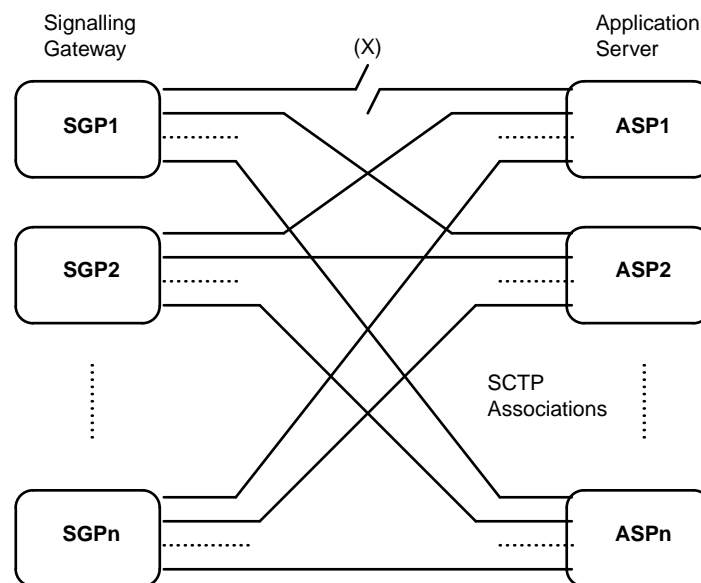 Signalling
Gateway
(X)
Application
Server
SGP1
ASP1
SGP2
ASP2
SCTP
Associations
SGPn
ASPn